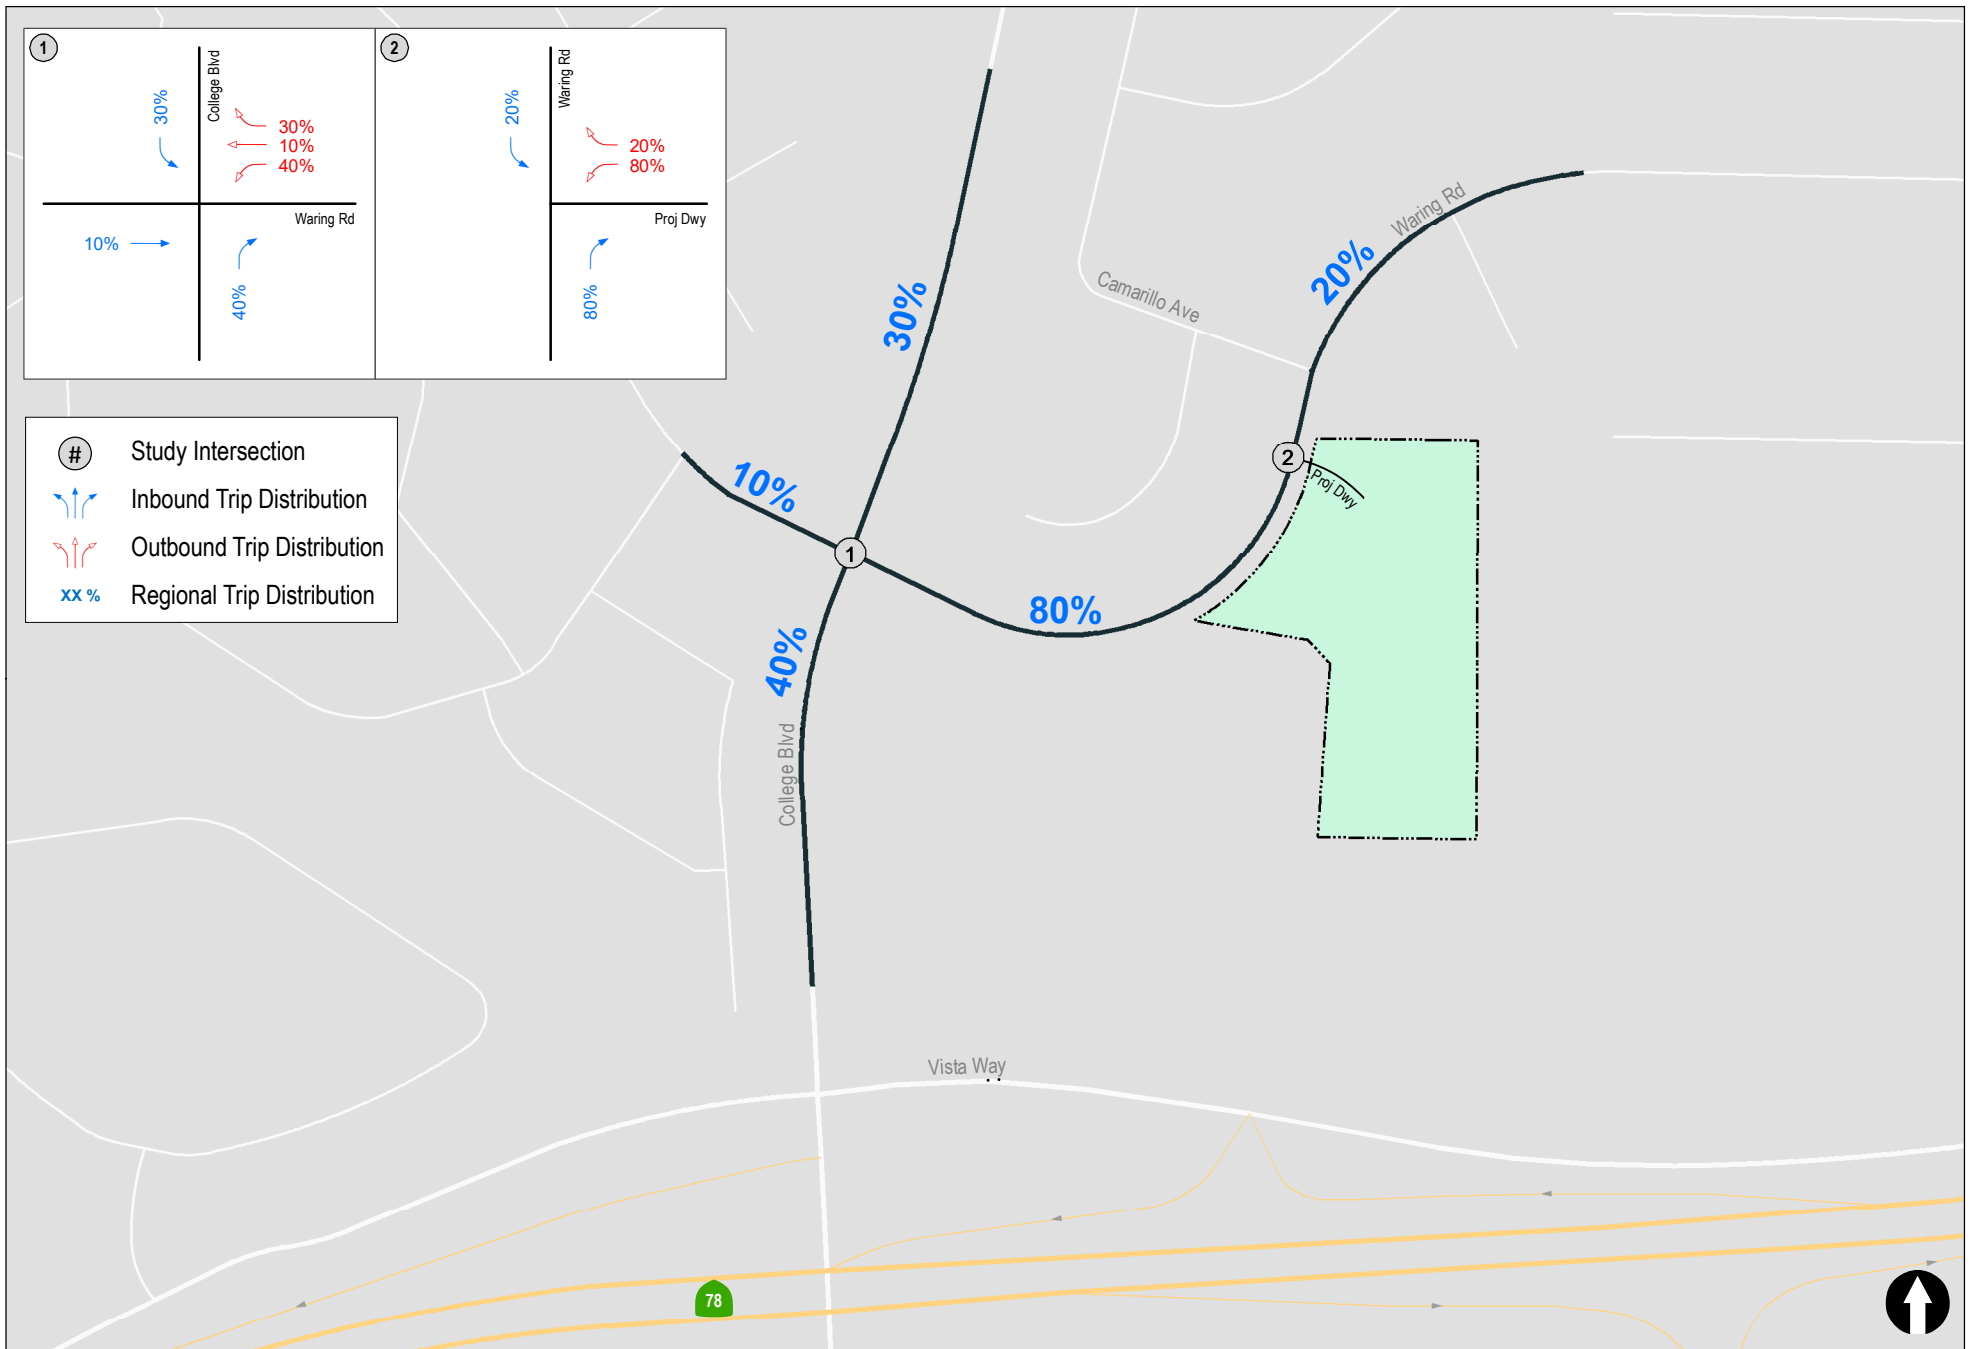 1
College Blvd
30%
30%
10%
40%
Waring Rd
10%
40%
2
Waring Rd
20%
20%
80%
Proj Dwy
80%
# Study Intersection
Inbound Trip Distribution
Outbound Trip Distribution
XX % Regional Trip Distribution
Waring Rd
20%
Camarillo Ave
30%
10%
2
Proj Dwy
1
80%
40%
College Blvd
Vista Way
78